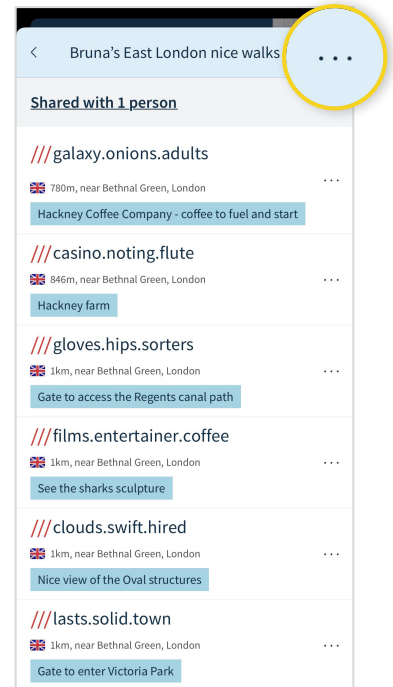 Bruna’s East London nice walks
Shared with 1 person
///galaxy.onions.adults
780m, near Bethnal Green, London
Hackney Coffee Company - coffee to fuel and start
///casino.noting.flute
846m, near Bethnal Green, London
Hackney farm
///gloves.hips.sorters
1km, near Bethnal Green, London
Gate to access the Regents canal path
///films.entertainer.coffee
1km, near Bethnal Green, London
See the sharks sculpture
///clouds.swift.hired
1km, near Bethnal Green, London
Nice view of the Oval structures
///lasts.solid.town
1km, near Bethnal Green, London
Gate to enter Victoria Park